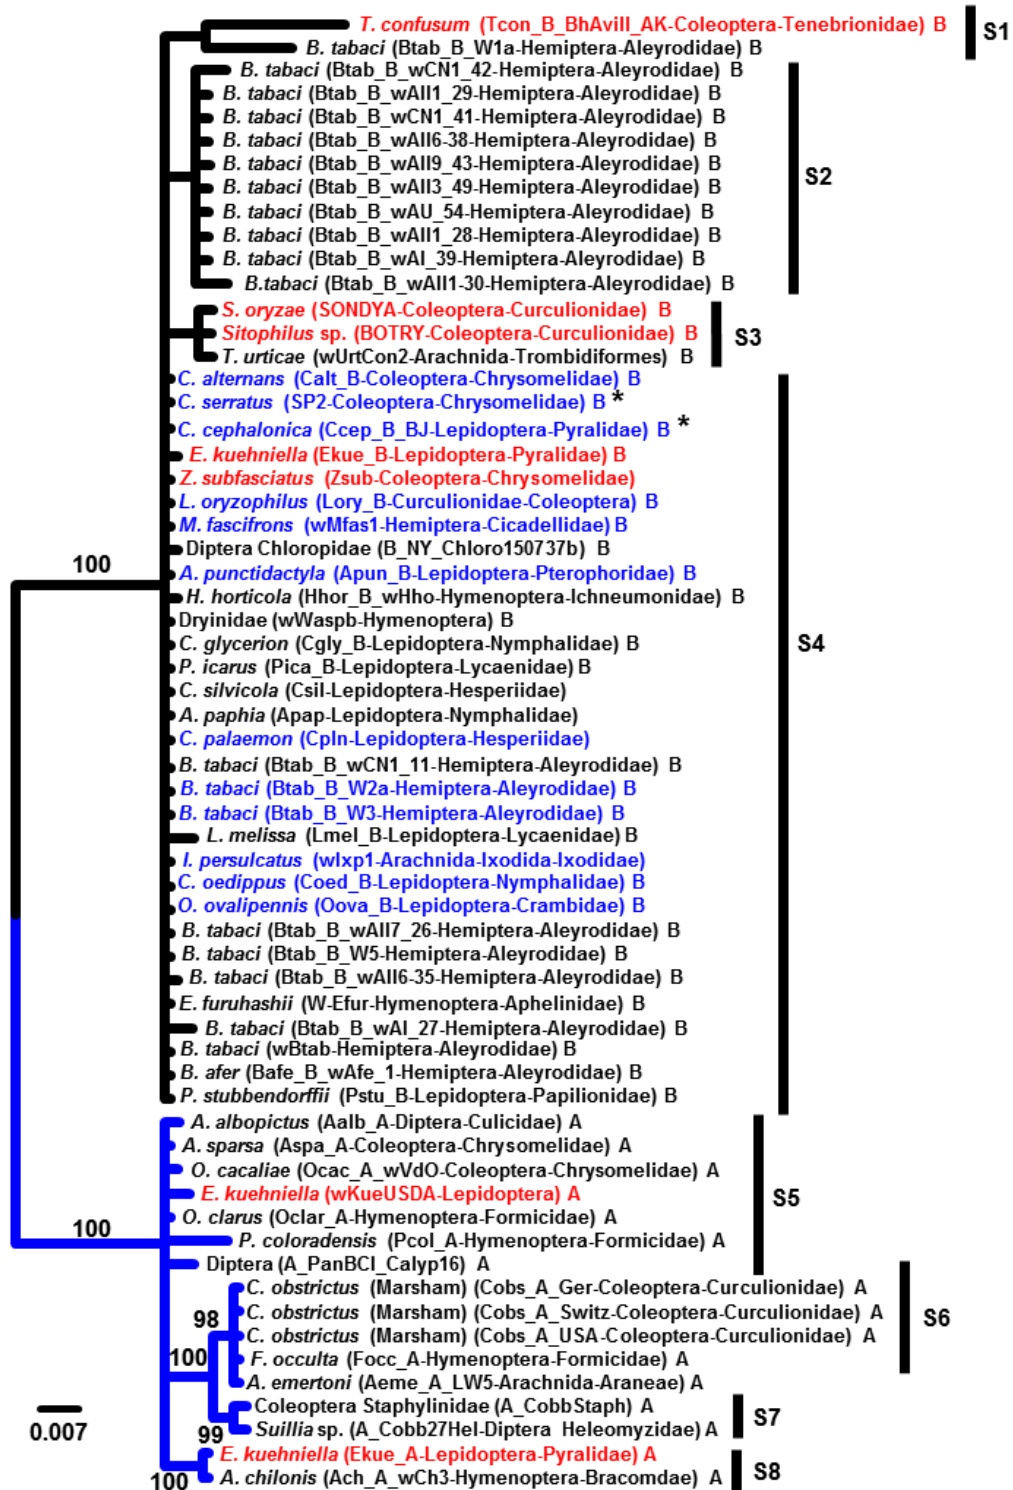 T. confusum (Tcon_B_BhAvill_AK-Coleoptera-Tenebrionidae) B
S1
B. tabaci (Btab_B_W1a-Hemiptera-Aleyrodidae) B
B. tabaci (Btab_B_wCN1_42-Hemiptera-Aleyrodidae) B
B. tabaci (Btab_B_wAll1_29-Hemiptera-Aleyrodidae) B
B. tabaci (Btab_B_wCN1_41-Hemiptera-Aleyrodidae) B
B. tabaci (Btab_B_wAll6-38-Hemiptera-Aleyrodidae) B
B. tabaci (Btab_B_wAll9_43-Hemiptera-Aleyrodidae) B
S2
B. tabaci (Btab_B_wAll3_49-Hemiptera-Aleyrodidae) B
B. tabaci (Btab_B_wAU_54-Hemiptera-Aleyrodidae) B
B. tabaci (Btab_B_wAll1_28-Hemiptera-Aleyrodidae) B
B. tabaci (Btab_B_wAI_39-Hemiptera-Aleyrodidae) B
B.tabaci (Btab_B_wAll1-30-Hemiptera-Aleyrodidae) B
S. oryzae (SONDYA-Coleoptera-Curculionidae) B
Sitophilus sp. (BOTRY-Coleoptera-Curculionidae) B
S3
T. urticae (wUrtCon2-Arachnida-Trombidiformes) B
C. alternans (Calt_B-Coleoptera-Chrysomelidae) B
C. serratus (SP2-Coleoptera-Chrysomelidae) B *
C. cephalonica (Ccep_B_BJ-Lepidoptera-Pyralidae) B *
E. kuehniella (Ekue_B-Lepidoptera-Pyralidae) B
Z. subfasciatus (Zsub-Coleoptera-Chrysomelidae)
L. oryzophilus (Lory_B-Curculionidae-Coleoptera) B
M. fascifrons (wMfas1-Hemiptera-Cicadellidae) B
Diptera Chloropidae (B_NY_Chloro150737b) B
100
A. punctidactyla (Apun_B-Lepidoptera-Pterophoridae) B
H. horticola (Hhor_B_wHho-Hymenoptera-Ichneumonidae) B
Dryinidae (wWaspb-Hymenoptera) B
C. glycerion (Cgly_B-Lepidoptera-Nymphalidae) B
S4
P. icarus (Pica_B-Lepidoptera-Lycaenidae) B
C. silvicola (Csil-Lepidoptera-Hesperiidae)
A. paphia (Apap-Lepidoptera-Nymphalidae)
C. palaemon (Cpln-Lepidoptera-Hesperiidae)
B. tabaci (Btab_B_wCN1_11-Hemiptera-Aleyrodidae) B
B. tabaci (Btab_B_W2a-Hemiptera-Aleyrodidae) B
B. tabaci (Btab_B_W3-Hemiptera-Aleyrodidae) B
L. melissa (Lmel_B-Lepidoptera-Lycaenidae) B
I. persulcatus (wIxp1-Arachnida-Ixodida-Ixodidae)
C. oedippus (Coed_B-Lepidoptera-Nymphalidae) B
O. ovalipennis (Oova_B-Lepidoptera-Crambidae) B
B. tabaci (Btab_B_wAll7_26-Hemiptera-Aleyrodidae) B
B. tabaci (Btab_B_W5-Hemiptera-Aleyrodidae) B
B. tabaci (Btab_B_wAll6-35-Hemiptera-Aleyrodidae) B
E. furuhashii (W-Efur-Hymenoptera-Aphelinidae) B
B. tabaci (Btab_B_wAI_27-Hemiptera-Aleyrodidae) B
B. tabaci (wBtab-Hemiptera-Aleyrodidae) B
B. afer (Bafe_B_wAfe_1-Hemiptera-Aleyrodidae) B
P. stubbendorffii (Pstu_B-Lepidoptera-Papilionidae) B
A. albopictus (Aalb_A-Diptera-Culicidae) A
A. sparsa (Aspa_A-Coleoptera-Chrysomelidae) A
O. cacaliae (Ocac_A_wVdO-Coleoptera-Chrysomelidae) A
E. kuehniella (wKueUSDA-Lepidoptera) A
S5
O. clarus (Oclar_A-Hymenoptera-Formicidae) A
100
P. coloradensis (Pcol_A-Hymenoptera-Formicidae) A
Diptera (A_PanBCI_Calyp16) A
C. obstrictus (Marsham) (Cobs_A_Ger-Coleoptera-Curculionidae) A
98
C. obstrictus (Marsham) (Cobs_A_Switz-Coleoptera-Curculionidae) A
S6
C. obstrictus (Marsham) (Cobs_A_USA-Coleoptera-Curculionidae) A
100
F. occulta (Focc_A-Hymenoptera-Formicidae) A
A. emertoni (Aeme_A_LW5-Arachnida-Araneae) A
Coleoptera Staphylinidae (A_CobbStaph) A
S7
0.007
99
Suillia sp. (A_Cobb27Hel-Diptera Heleomyzidae) A
E. kuehniella (Ekue_A-Lepidoptera-Pyralidae) A
S8
100
A. chilonis (Ach_A_wCh3-Hymenoptera-Bracomdae) A